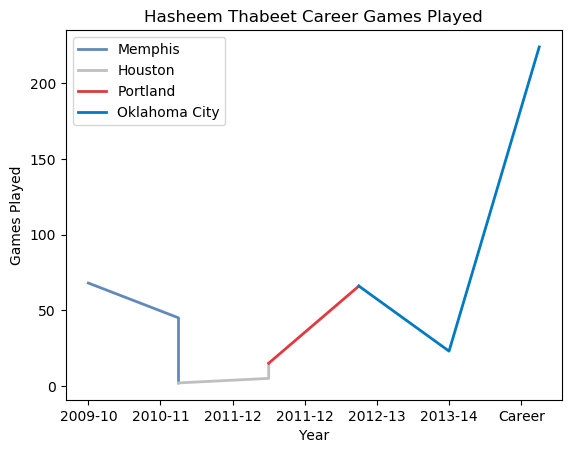 Hasheem Thabeet Career Games Played
Memphis
Houston
Portland
Oklahoma City
200
150
100
50
0
Games Played
2009-10 2010-11 2011-12 2011-12 2012-13 2013-14 Career
Year